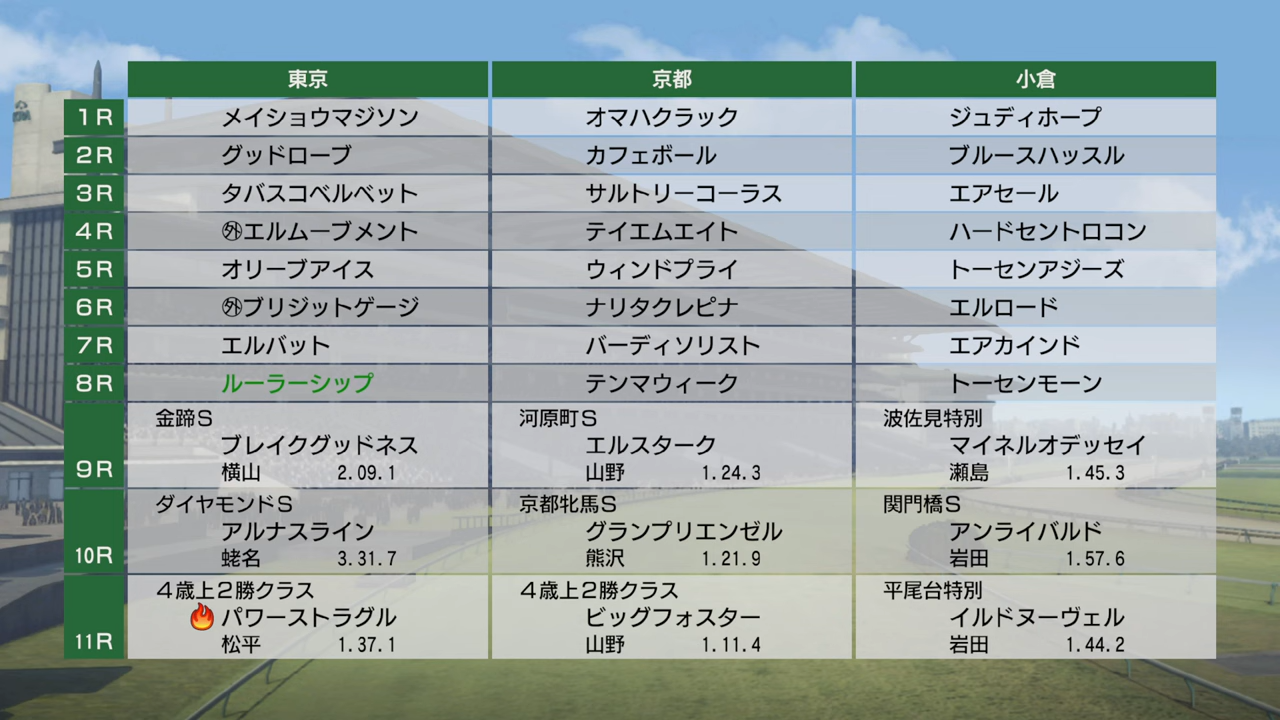 東京 京都 小倉
1R メイショウマジソン オマハクラック ジュディホープ
2R グッドローブ カフェボール ブルースハッスル
3R タバスコベルベット サルトリーコーラス エアセール
4R ㊕エルムーブメント テイエムエイト ハードセントロコン
5R オリーブアイス ウィンドプライ トーセンアジーズ
6R 外ブリジットゲージ ナリタクレピナ エルロード
7R エルバット バーディソリスト エアカインド
8R ルーラーシップ テンマウィーク トーセンモーン
金蹄S 河原町S 波佐見特別
ブレイクグッドネス エルスターク マイネルオデッセイ
9R 横山 2.09.1 山野 1.24.3 瀬島 1.45.3
ダイヤモンドS 京都牝馬S 関門橋S
アルナスライン グランプリエンゼル アンライバルド
10R 蛯名 3.31.7 熊沢 1.21.9 岩田 1.57.6
4歳上2勝クラス 4歳上2勝クラス 平尾台特別
パワーストラグル ビッグフォスター イルドヌーヴェル
11R 松平 1.37.1 山野 1.11.4 岩田 1.44.2